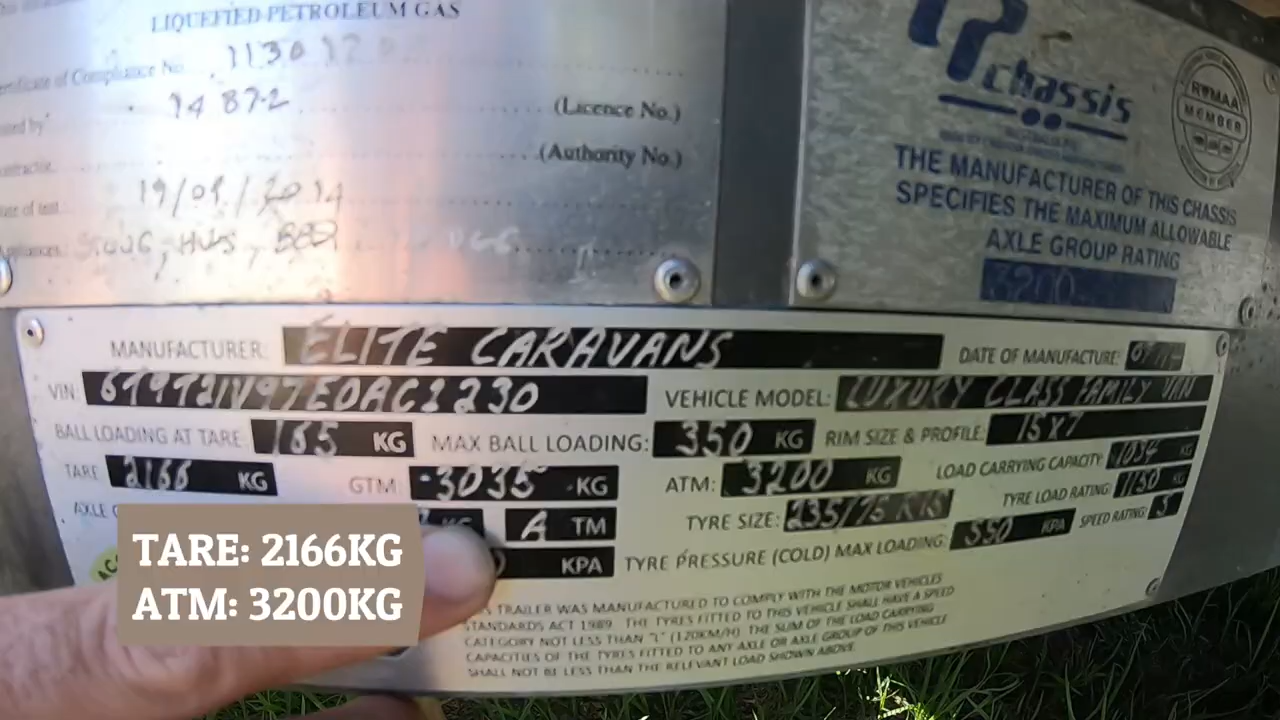 LIQUEFIED PETROLEUM GAS
Certificate of Compliance No.
(Licence No.)
(Authority No.)
19/09/2014
chassis
RVMAA
MEMBER
THE MANUFACTURER OF THIS CHASSIS
SPECIFIES THE MAXIMUM ALLOWABLE
AXLE GROUP RATING
3200
MANUFACTURER: ELITE CARAVANS DATE OF MANUFACTURE:
VIN: VEHICLE MODEL: LUXURY CLASS FAMILY VAN
BALL LOADING AT TARE: 165 KG MAX BALL LOADING: 350 KG RIM SIZE & PROFILE: 15X7
TARE 2166 KG GTM: 3035 KG ATM: 3200 KG LOAD CARRYING CAPACITY: 1034 KG
AXLE A TM TYRE SIZE: 235/75 R15 TYRE LOAD RATING: 1150 KG
KPA TYRE PRESSURE (COLD) MAX LOADING: 550 KPA SPEED RATING: S
TRAILER WAS MANUFACTURED TO COMPLY WITH THE MOTOR VEHICLES
STANDARDS ACT 1989. THE TYRES FITTED TO THIS VEHICLE SHALL HAVE A SPEED
CATEGORY NOT LESS THAN "L" (120KM/H) THE SUM OF THE LOAD CARRYING
CAPACITIES OF THE TYRES FITTED TO ANY AXLE OR AXLE GROUP OF THIS VEHICLE
SHALL NOT BE LESS THAN THE RELEVANT LOAD SHOWN ABOVE.
TARE: 2166KG
ATM: 3200KG